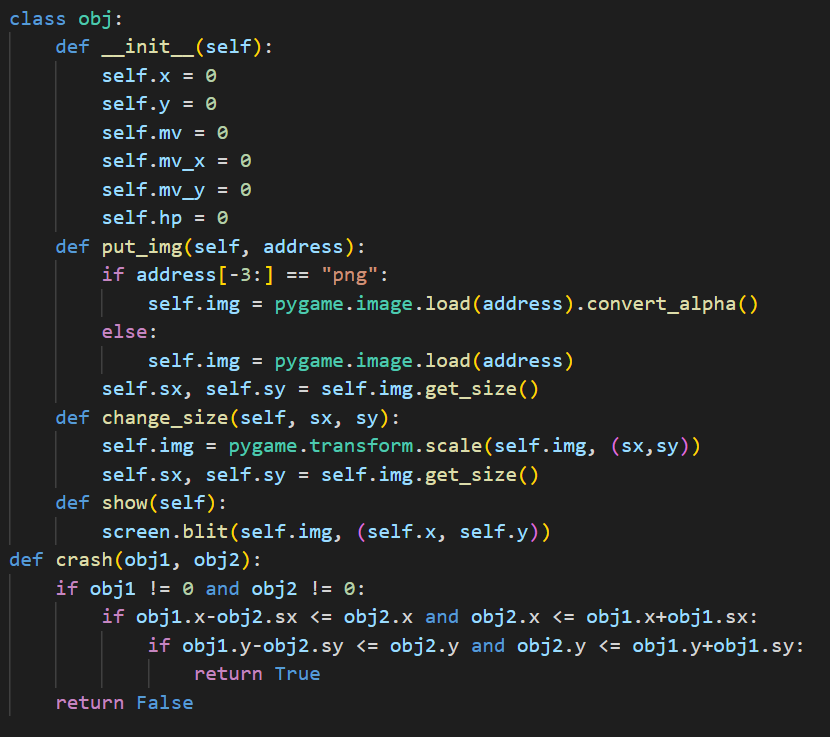 class obj:
    def __init__(self):
        self.x = 0
        self.y = 0
        self.mv = 0
        self.mv_x = 0
        self.mv_y = 0
        self.hp = 0
    def put_img(self, address):
        if address[-3:] == "png":
            self.img = pygame.image.load(address).convert_alpha()
        else:
            self.img = pygame.image.load(address)
        self.sx, self.sy = self.img.get_size()
    def change_size(self, sx, sy):
        self.img = pygame.transform.scale(self.img, (sx,sy))
        self.sx, self.sy = self.img.get_size()
    def show(self):
        screen.blit(self.img, (self.x, self.y))
def crash(obj1, obj2):
    if obj1 != 0 and obj2 != 0:
        if obj1.x-obj2.sx <= obj2.x and obj2.x <= obj1.x+obj1.sx:
            if obj1.y-obj2.sy <= obj2.y and obj2.y <= obj1.y+obj1.sy:
                return True
    return False